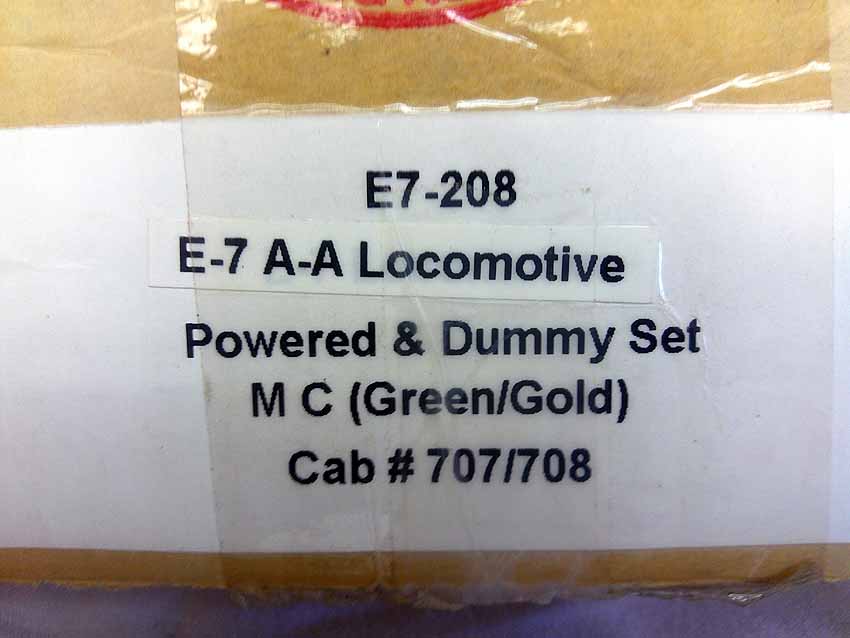 E7-208
E-7 A-A Locomotive
Powered & Dummy Set
M C (Green/Gold)
Cab # 707/708